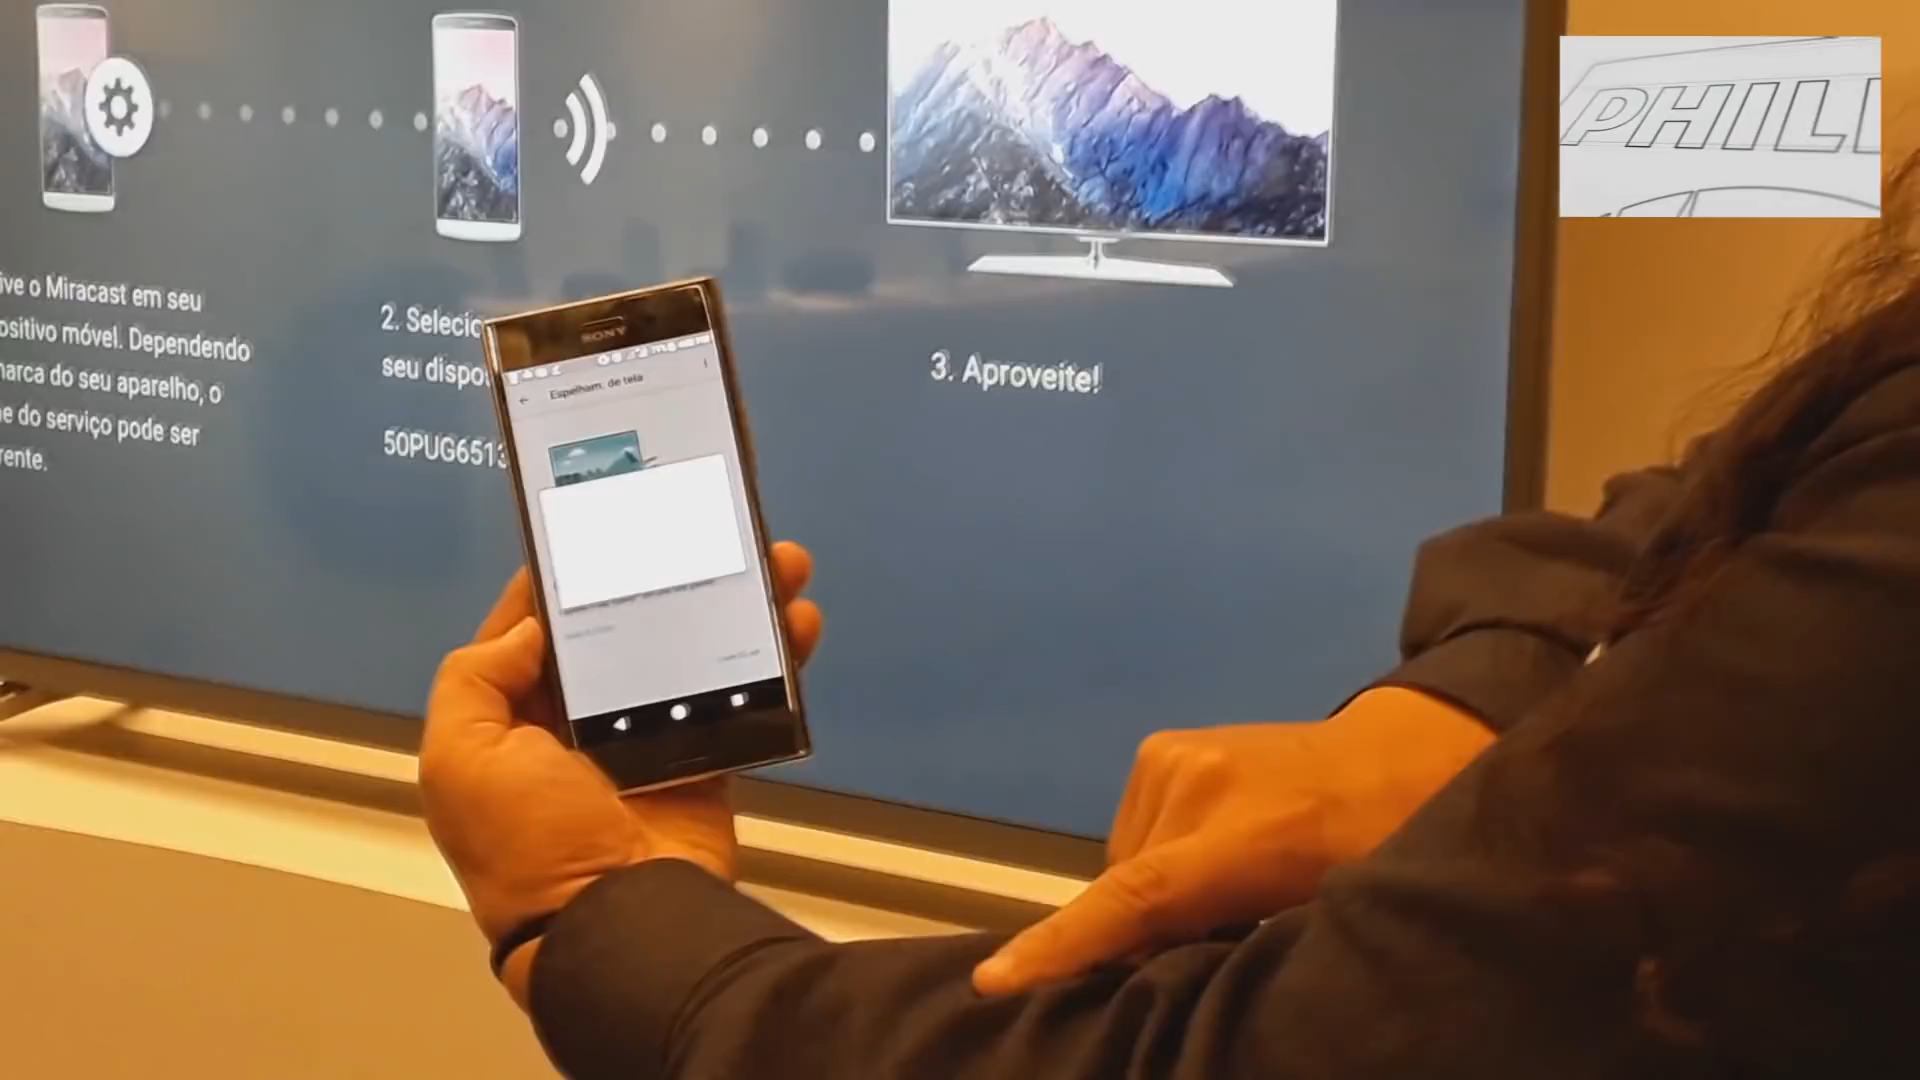 PHILI
ive o Miracast em seu
ositivo móvel. Dependendo
marca do seu aparelho, o
e do serviço pode ser
rente.
2. Selecio
seu dispo
50PUG6513
3. Aproveite!
SONY
Espelham. de tela